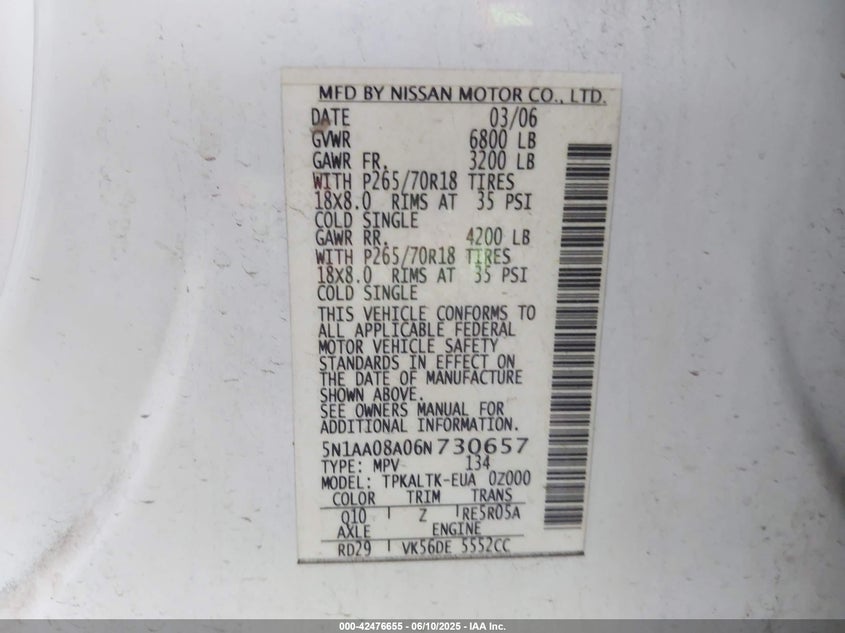 MFD BY NISSAN MOTOR CO., LTD.
DATE 03/06
GVWR 6800 LB
GAWR FR. 3200 LB
WITH P265/70R18 TIRES
18X8.0 RIMS AT 35 PSI
COLD SINGLE
GAWR RR. 4200 LB
WITH P265/70R18 TIRES
18X8.0 RIMS AT 35 PSI
COLD SINGLE
THIS VEHICLE CONFORMS TO
ALL APPLICABLE FEDERAL
MOTOR VEHICLE SAFETY
STANDARDS IN EFFECT ON
THE DATE OF MANUFACTURE
SHOWN ABOVE.
SEE OWNERS MANUAL FOR
ADDITIONAL INFORMATION.
5N1AA08A06N730657
TYPE: MPV 134
MODEL: TPKALTK-EUA 0Z000
COLOR TRIM TRANS
Q10 Z RE5R05A
AXLE ENGINE
RD29 VK56DE 5552CC
000-42476655 - 06/10/2025 - IAA Inc.